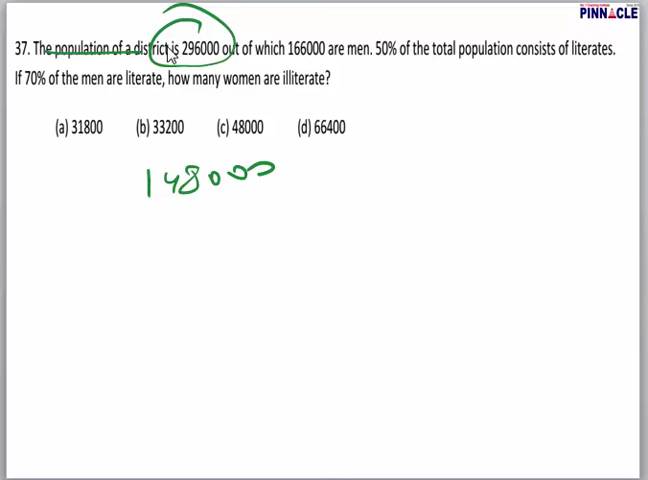 PINNACLE
37. The population of a district is 296000 out of which 166000 are men. 50% of the total population consists of literates.
If 70% of the men are literate, how many women are illiterate?
(a) 31800 (b) 33200 (c) 48000 (d) 66400
148000